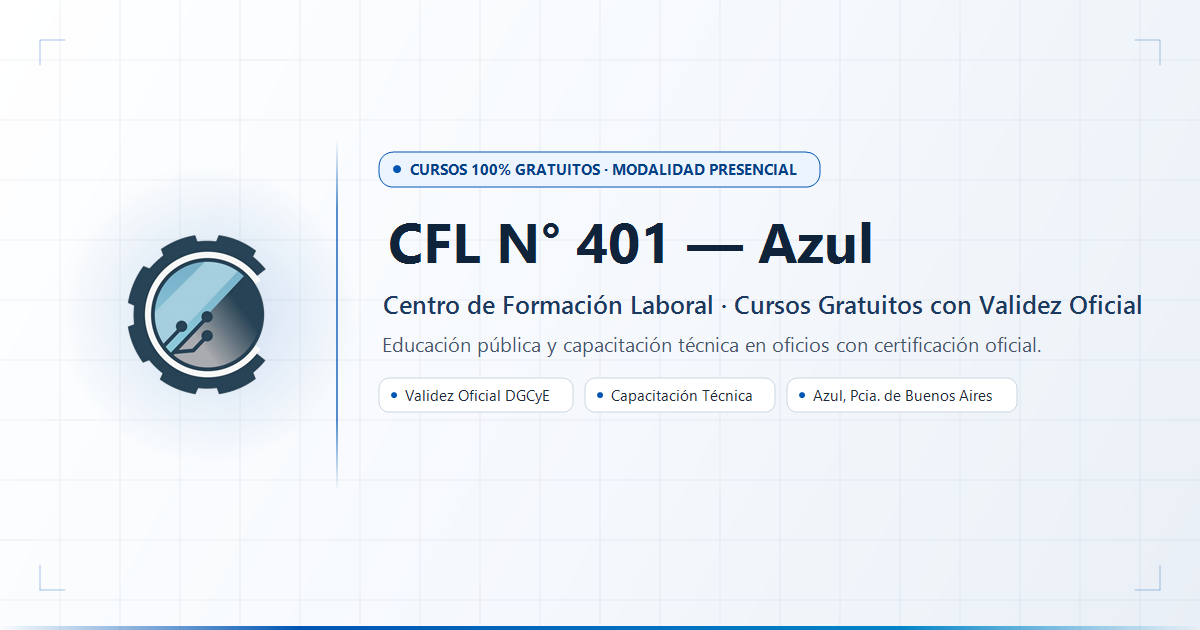 CURSOS 100% GRATUITOS · MODALIDAD PRESENCIAL
CFL N° 401 — Azul
Centro de Formación Laboral · Cursos Gratuitos con Validez Oficial
Educación pública y capacitación técnica en oficios con certificación oficial.
Validez Oficial DGCyE
Capacitación Técnica
Azul, Pcia. de Buenos Aires